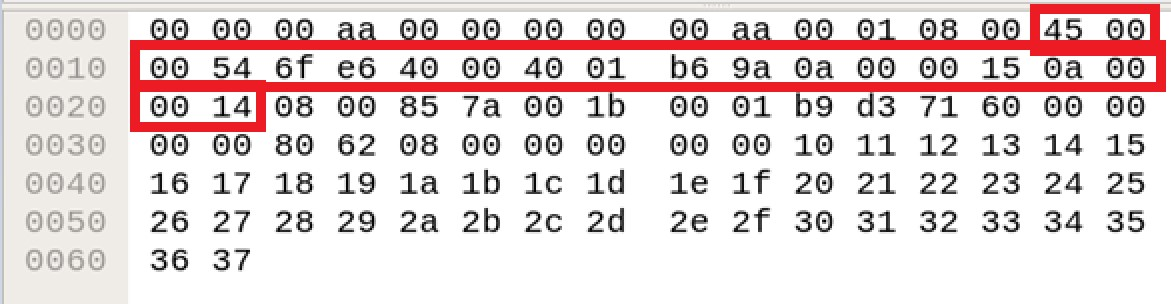 0000 00 00 00 aa 00 00 00 00 00 aa 00 01 08 00 45 00
0010 00 54 6f e6 40 00 40 01 b6 9a 0a 00 00 15 0a 00
0020 00 14 08 00 85 7a 00 1b 00 01 b9 d3 71 60 00 00
0030 00 00 80 62 08 00 00 00 00 00 10 11 12 13 14 15
0040 16 17 18 19 1a 1b 1c 1d 1e 1f 20 21 22 23 24 25
0050 26 27 28 29 2a 2b 2c 2d 2e 2f 30 31 32 33 34 35
0060 36 37